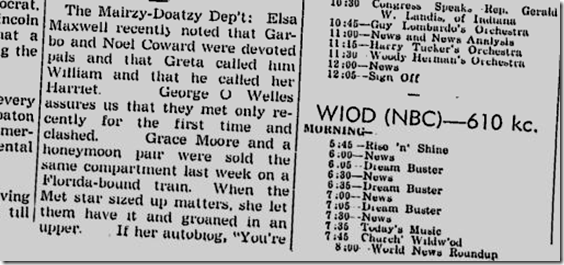 ocrat.
incoln
hat a
g the
every
baton
mer-
ental
ving
till
The Mairzy-Doatzy Dep't: Elsa
Maxwell recently noted that Gar-
bo and Noel Coward were devoted
pals and that Greta called him
William and that he called her
Harriet. George O Welles
assures us that they met only re-
cently for the first time and
clashed. Grace Moore and a
honeymoon pair were sold the
same compartment last week on a
Florida-bound train. When the
Met star sized up matters, she let
them have it and groaned in an
upper. If her autobiog, "You're
10:30 Congress Speaks - Rep. Gerald
W. Landis, of Indiana
10:45—Guy Lombardo's Orchestra
11:00—News and News Analysis
11:15—Harry Tucker's Orchestra
11:30 Woody Herman's Orchestra
12:00—News
12:05—Sign Off
WIOD (NBC)—610 kc.
MORNING—
5:45—Rise 'n' Shine
6:00—News
6:05 Dream Buster
6:30—News
6:35—Dream Buster
7:00—News
7:05 Dream Buster
7:30—News
7:35 Today's Music
7:45 Church' Wildw'od
8:00 World News Roundup